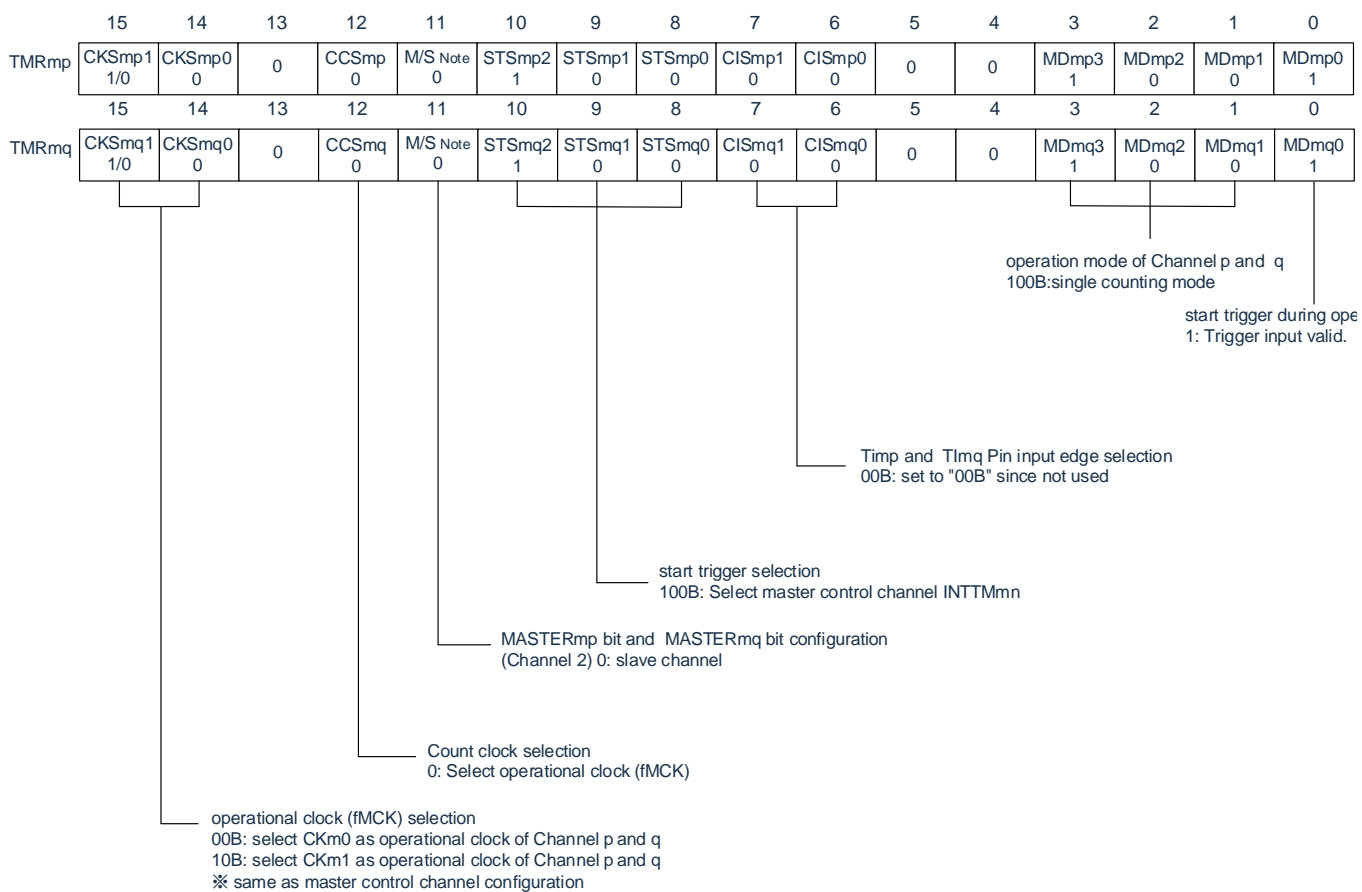 15 14 13 12 11 10 9 8 7 6 5 4 3 2 1 0
TMRmp CKSmp1 CKSmp0 0 CCSmp M/S Note STSmp2 STSmp1 STSmp0 CISmp1 CISmp0 0 0 MDmp3 MDmp2 MDmp1 MDmp0
1/0 0 0 0 1 0 0 0 0 1 0 0 1
15 14 13 12 11 10 9 8 7 6 5 4 3 2 1 0
TMRmq CKSmq1 CKSmq0 0 CCSmq M/S Note STSmq2 STSmq1 STSmq0 CISmq1 CISmq0 0 0 MDmq3 MDmq2 MDmq1 MDmq0
1/0 0 0 0 1 0 0 0 0 1 0 0 1
operation mode of Channel p and q
100B:single counting mode
start trigger during ope
1: Trigger input valid.
Timp and TImq Pin input edge selection
00B: set to "00B" since not used
start trigger selection
100B: Select master control channel INTTMmn
MASTERmp bit and MASTERmq bit configuration
(Channel 2) 0: slave channel
Count clock selection
0: Select operational clock (fMCK)
operational clock (fMCK) selection
00B: select CKm0 as operational clock of Channel p and q
10B: select CKm1 as operational clock of Channel p and q
※ same as master control channel configuration